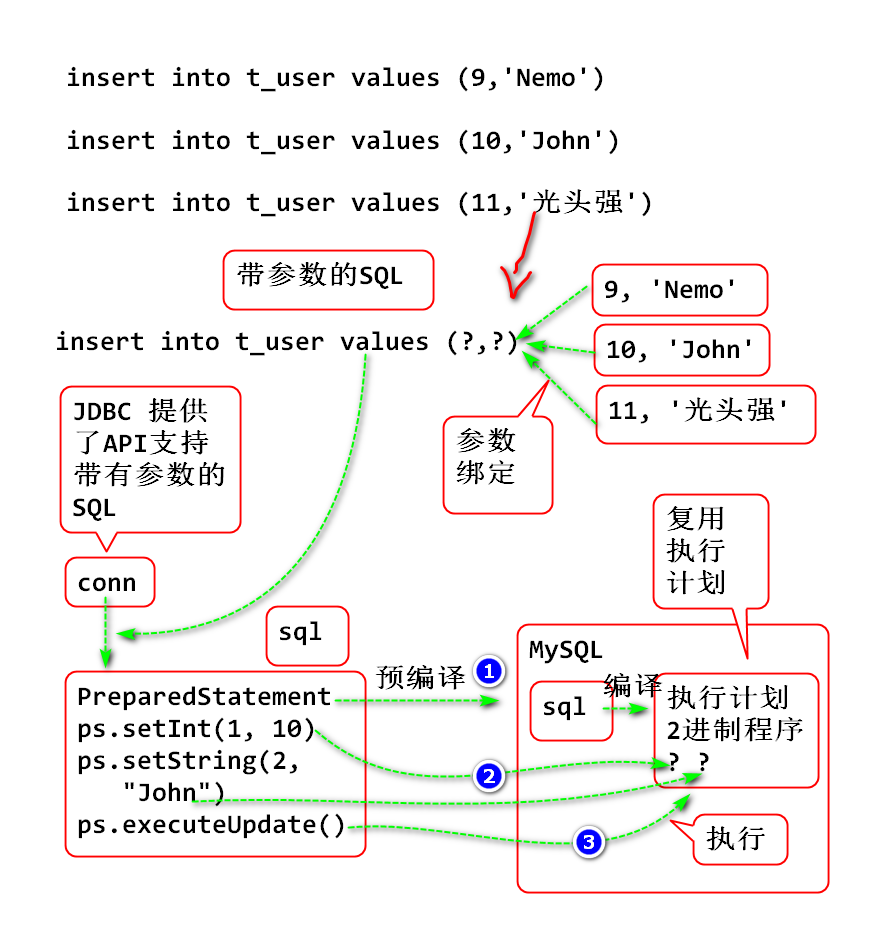 insert into t_user values (9,'Nemo')
insert into t_user values (10,'John')
insert into t_user values (11,'光头强')
带参数的SQL
9, 'Nemo'
insert into t_user values (?,?)
10, 'John'
11, '光头强'
JDBC 提供
了API支持
带有参数的
SQL
参数
绑定
复用
执行
计划
conn
sql
MySQL
预编译
1
编译
sql
执行计划
2进制程序
? ?
PreparedStatement
ps.setInt(1, 10)
ps.setString(2,
"John")
ps.executeUpdate()
2
3
执行